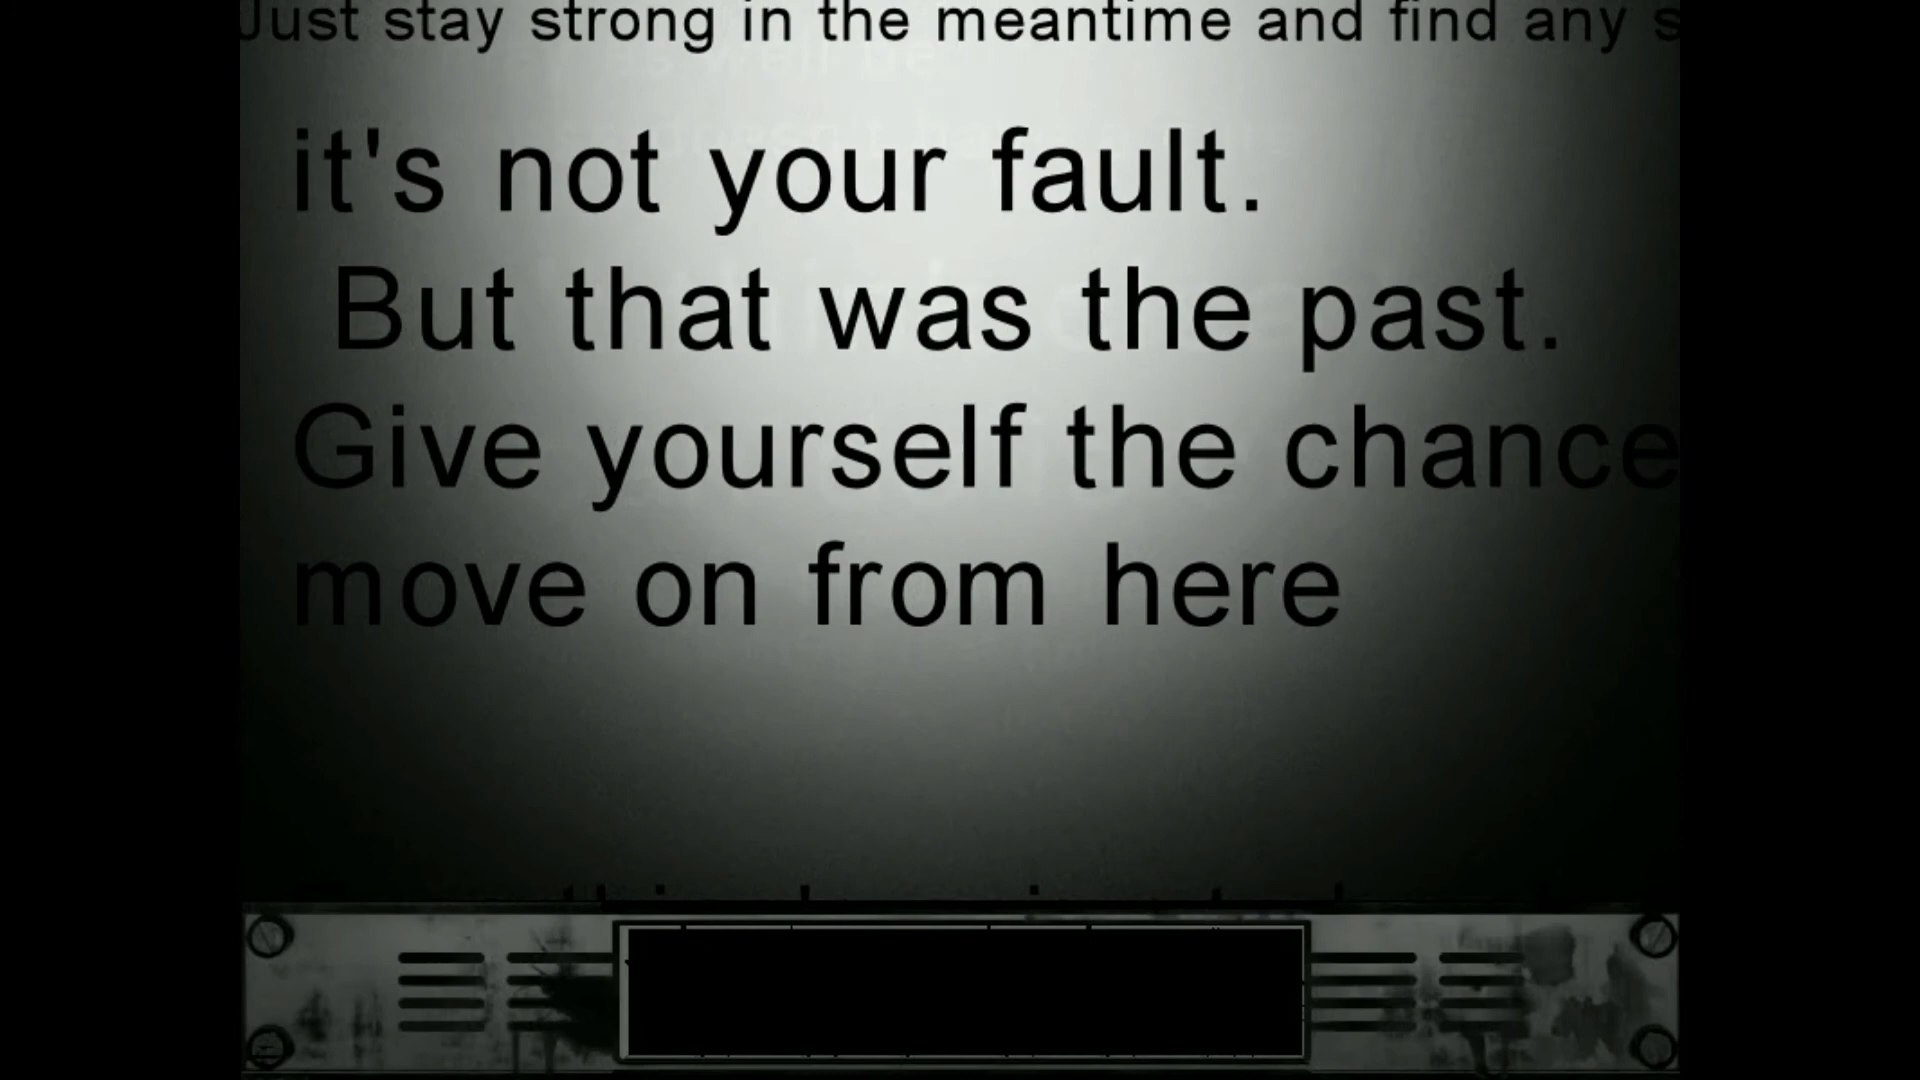 Just stay strong in the meantime and find any
it's not your fault.
But that was the past.
Give yourself the chance
move on from here